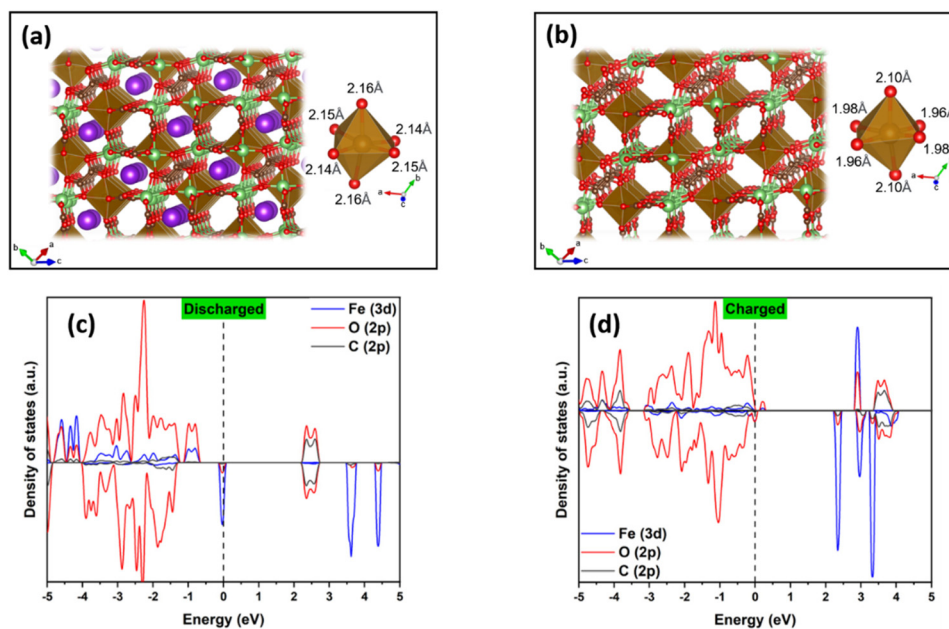 (a)
2.16Å
2.15Å
2.14Å
2.14Å
2.15Å
2.16Å
b
a
c
b
a
c
(b)
2.10Å
1.98Å
1.96Å
1.96Å
1.98
2.10Å
b
a
c
b
a
c
(c)
Discharged
Fe (3d)
O (2p)
C (2p)
Density of states (a.u.)
-5 -4 -3 -2 -1 0 1 2 3 4 5
Energy (eV)
(d)
Charged
Density of states (a.u.)
Fe (3d)
O (2p)
C (2p)
-5 -4 -3 -2 -1 0 1 2 3 4 5
Energy (eV)